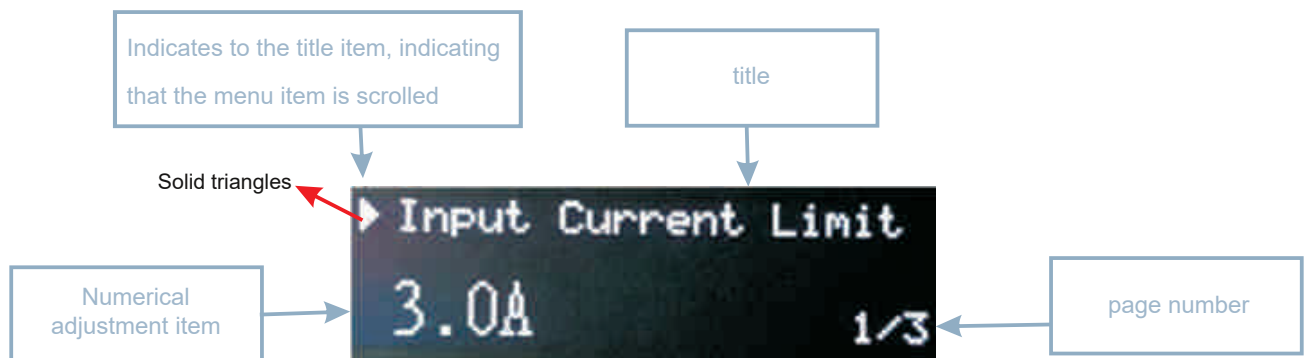 Indicates to the title item, indicating
that the menu item is scrolled
title
Solid triangles
Input Current Limit
3.0A
1/3
Numerical
adjustment item
page number